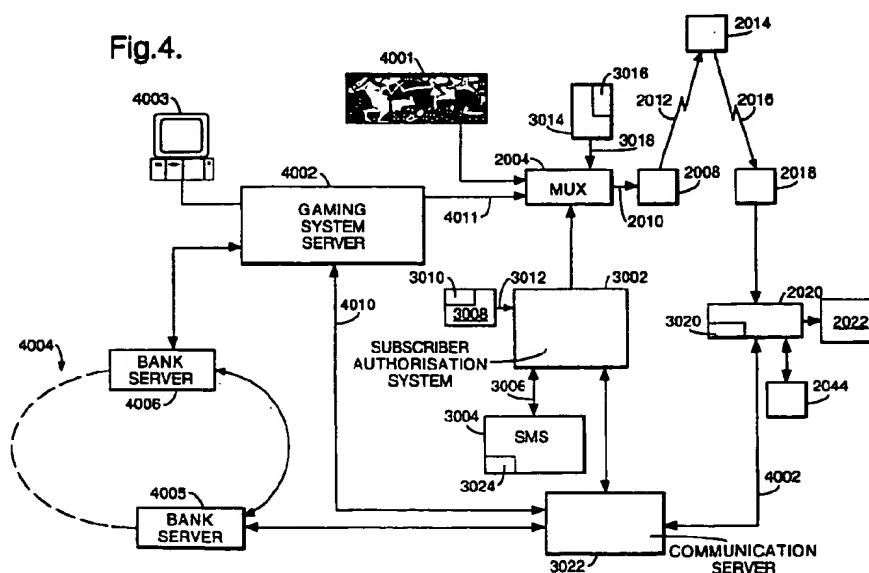 Fig.4.
4001
2014
4003
3016
3014
2012
2016
3018
4002
2004
GAMING
SYSTEM
SERVER
MUX
4011
2010
2008
2018
3010
3012
3002
3008
4010
2020
3020
2022
4004
SUBSCRIBER
AUTHORISATION
SYSTEM
BANK
SERVER
4006
3006
2044
3004
SMS
3024
4002
4005
BANK
SERVER
3022
COMMUNICATION
SERVER